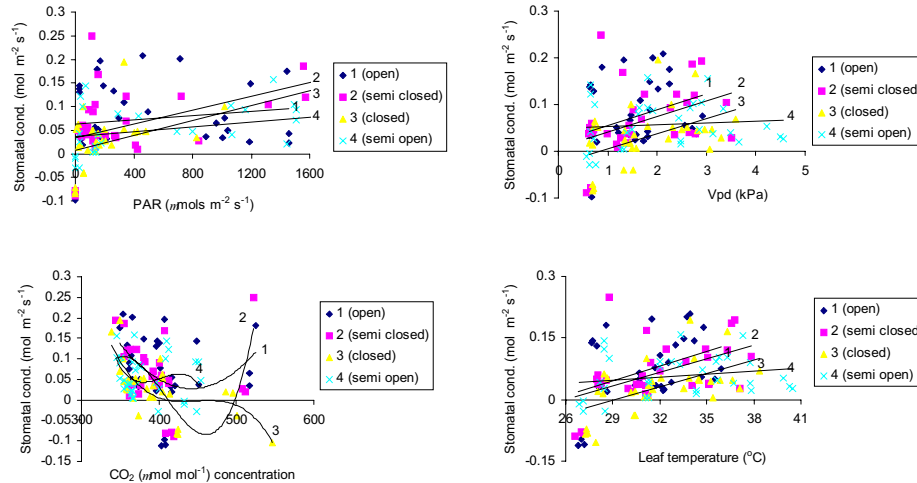 Stomatal cond. (mol m⁻² s⁻¹)
0.3
0.25
0.2
0.15
0.1
0.05
0
-0.05
-0.1
0 400 800 1200 1600
PAR (mmols m⁻² s⁻¹)
2
3
1
4
1 (open)
2 (semi closed)
3 (closed)
4 (semi open)
Stomatal cond. (mol m⁻² s⁻¹)
0.3
0.2
0.1
0
-0.1
0 1 2 3 4 5
Vpd (kPa)
1
2
3
4
1 (open)
2 (semi closed)
3 (closed)
4 (semi open)
Stomatal cond. (mol m⁻² s⁻¹)
0.3
0.25
0.2
0.15
0.1
0.05
0
-0.05
-0.1
-0.15
300 400 500 600
CO₂ (mmol mol⁻¹) concentration
2
1
4
3
1 (open)
2 (semi closed)
3 (closed)
4 (semi open)
Stomatal cond. (mol m⁻² s⁻¹)
0.3
0.15
0
-0.15
26 29 32 35 38 41
Leaf temperature (°C)
2
1
3
4
1 (open)
2 (semi closed)
3 (closed)
4 (semi open)